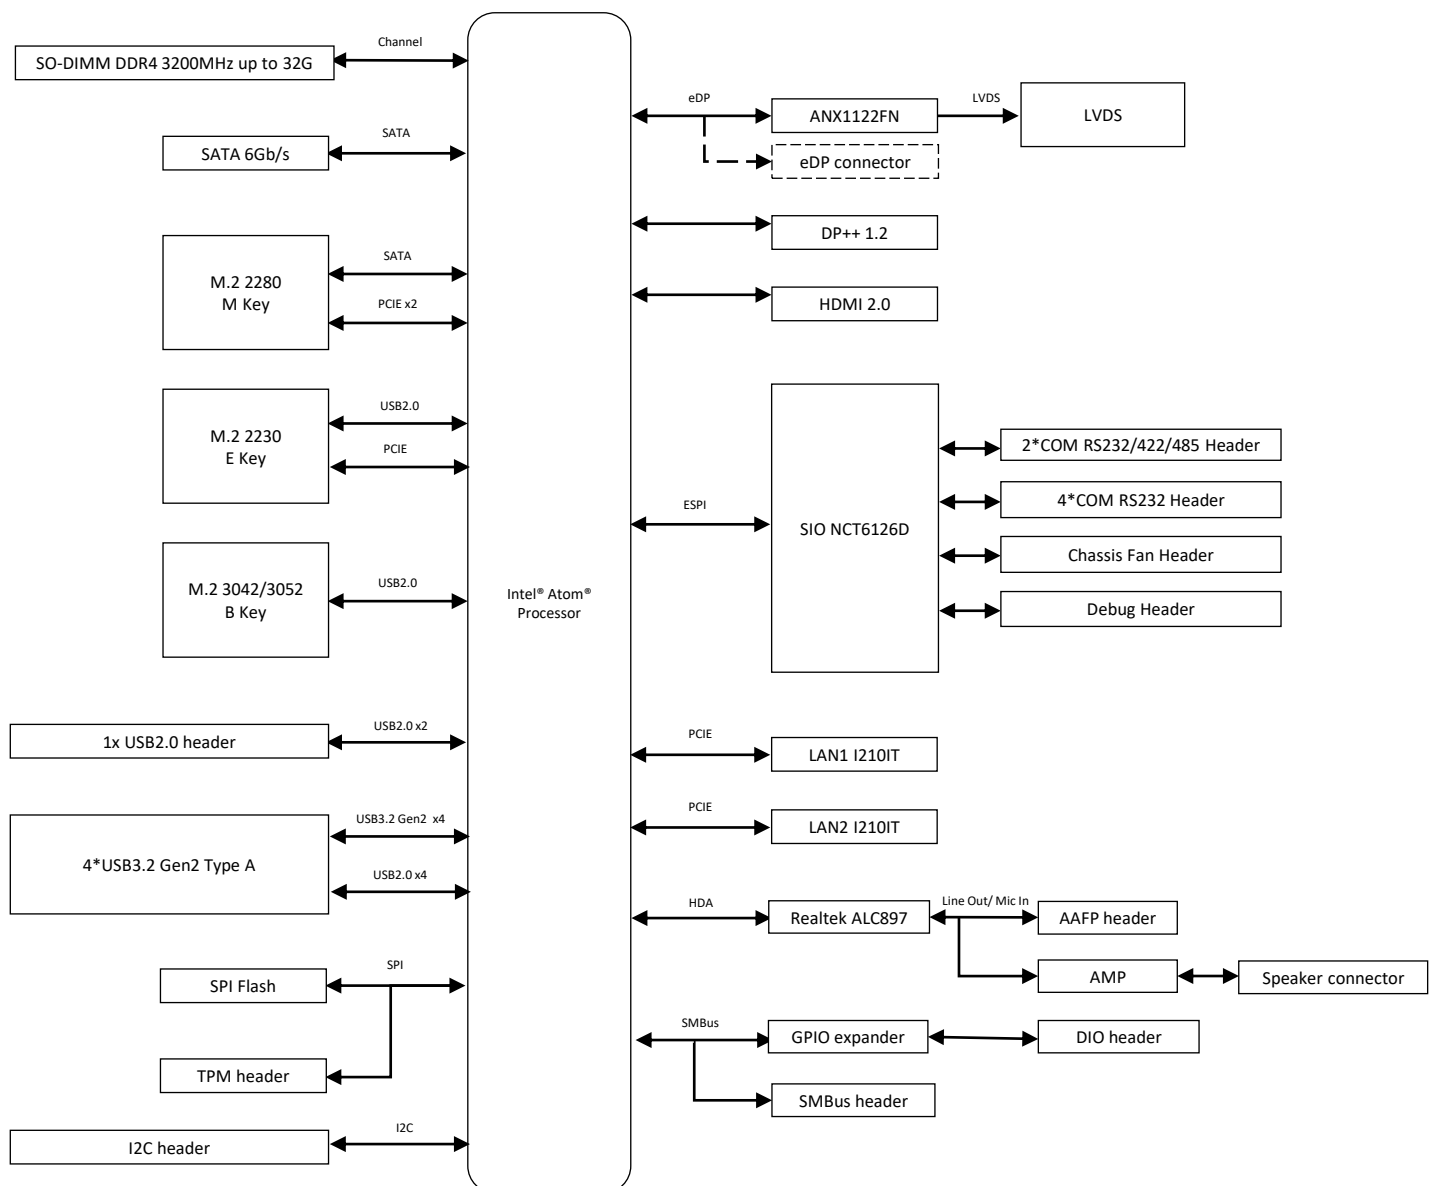 Channel
SO-DIMM DDR4 3200MHz up to 32G
SATA
SATA 6Gb/s
M.2 2280
M Key
SATA
PCIE x2
M.2 2230
E Key
USB2.0
PCIE
M.2 3042/3052
B Key
USB2.0
1x USB2.0 header
USB2.0 x2
4*USB3.2 Gen2 Type A
USB3.2 Gen2 x4
USB2.0 x4
SPI
SPI Flash
TPM header
I2C
I2C header
Intel® Atom®
Processor
eDP
ANX1122FN
LVDS
LVDS
eDP connector
DP++ 1.2
HDMI 2.0
ESPI
SIO NCT6126D
2*COM RS232/422/485 Header
4*COM RS232 Header
Chassis Fan Header
Debug Header
PCIE
LAN1 I210IT
PCIE
LAN2 I210IT
HDA
Realtek ALC897
Line Out/ Mic In
AAFP header
AMP
Speaker connector
SMBus
GPIO expander
DIO header
SMBus header